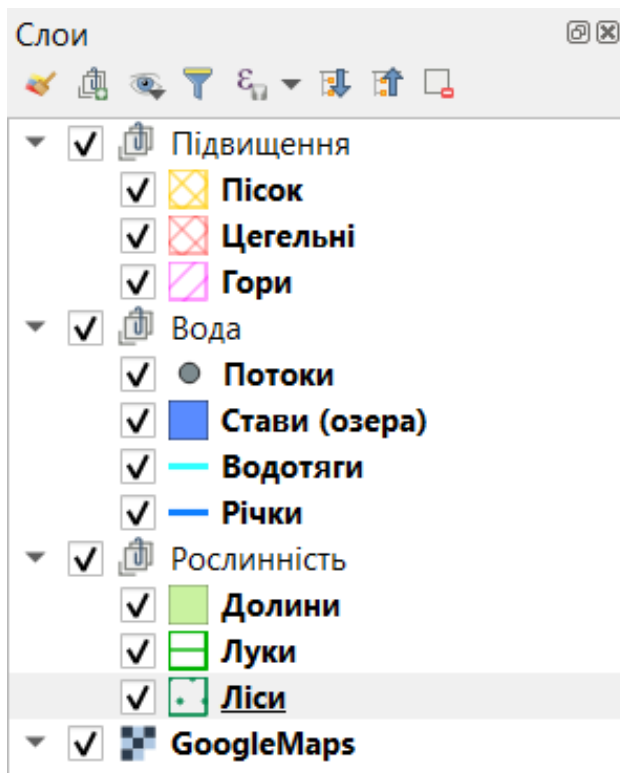 Слои
Підвищення
Пісок
Цегельні
Гори
Вода
Потоки
Стави (озера)
Водотяги
Річки
Рослинність
Долини
Луки
Ліси
GoogleMaps